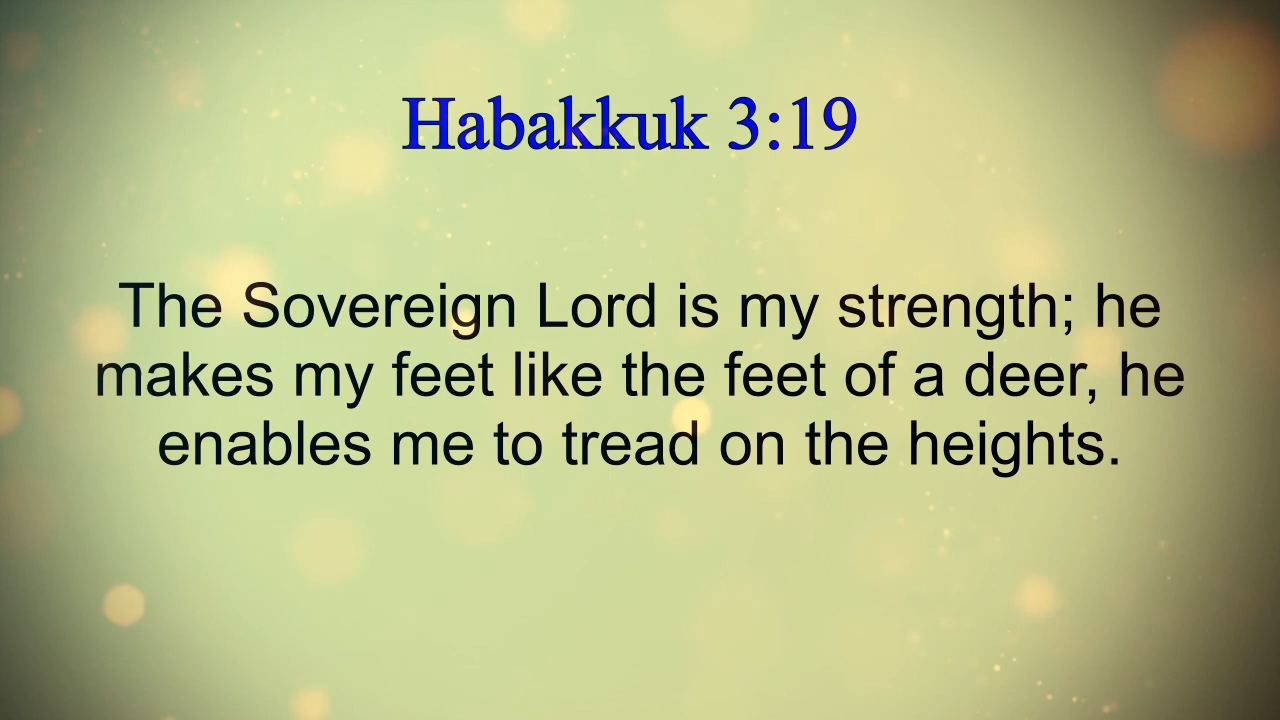 Habakkuk 3:19
The Sovereign Lord is my strength; he
makes my feet like the feet of a deer, he
enables me to tread on the heights.